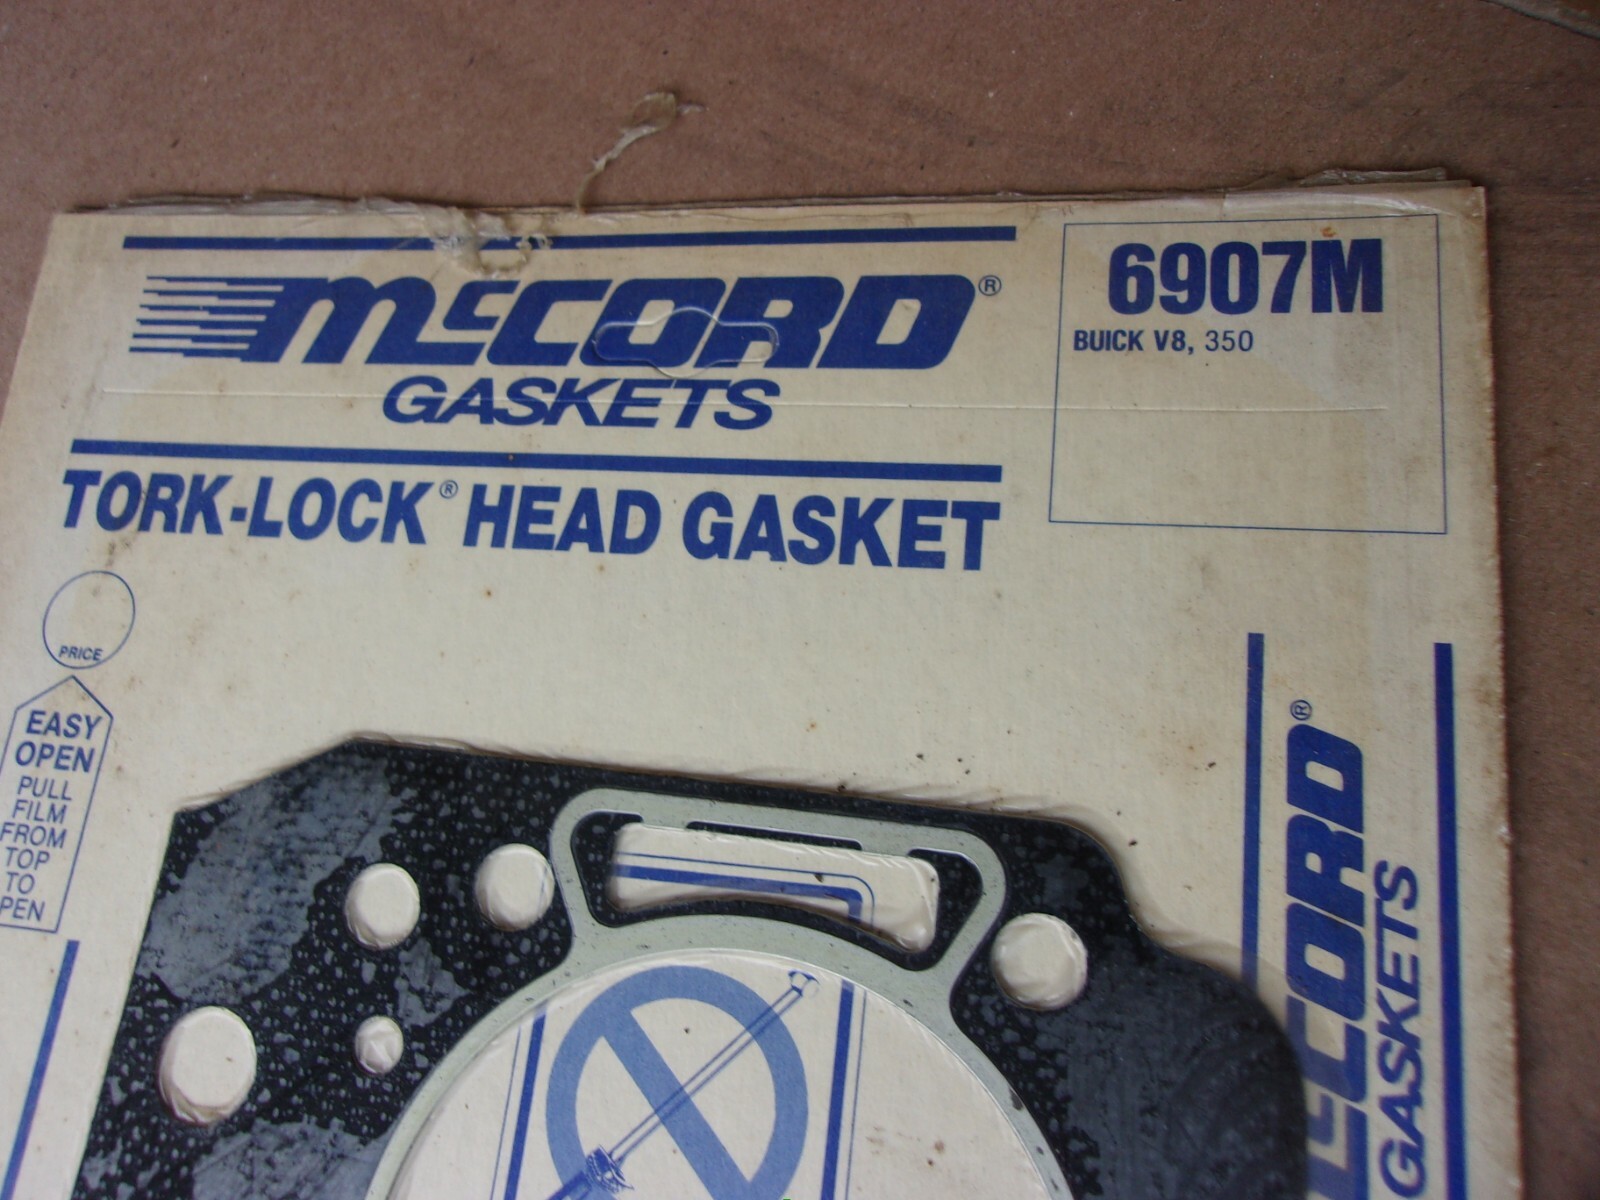 McCORD®
GASKETS
6907M
BUICK V8, 350
TORK-LOCK® HEAD GASKET
PRICE
EASY
OPEN
PULL
FILM
FROM
TOP
TO
PEN
CORD®
GASKETS